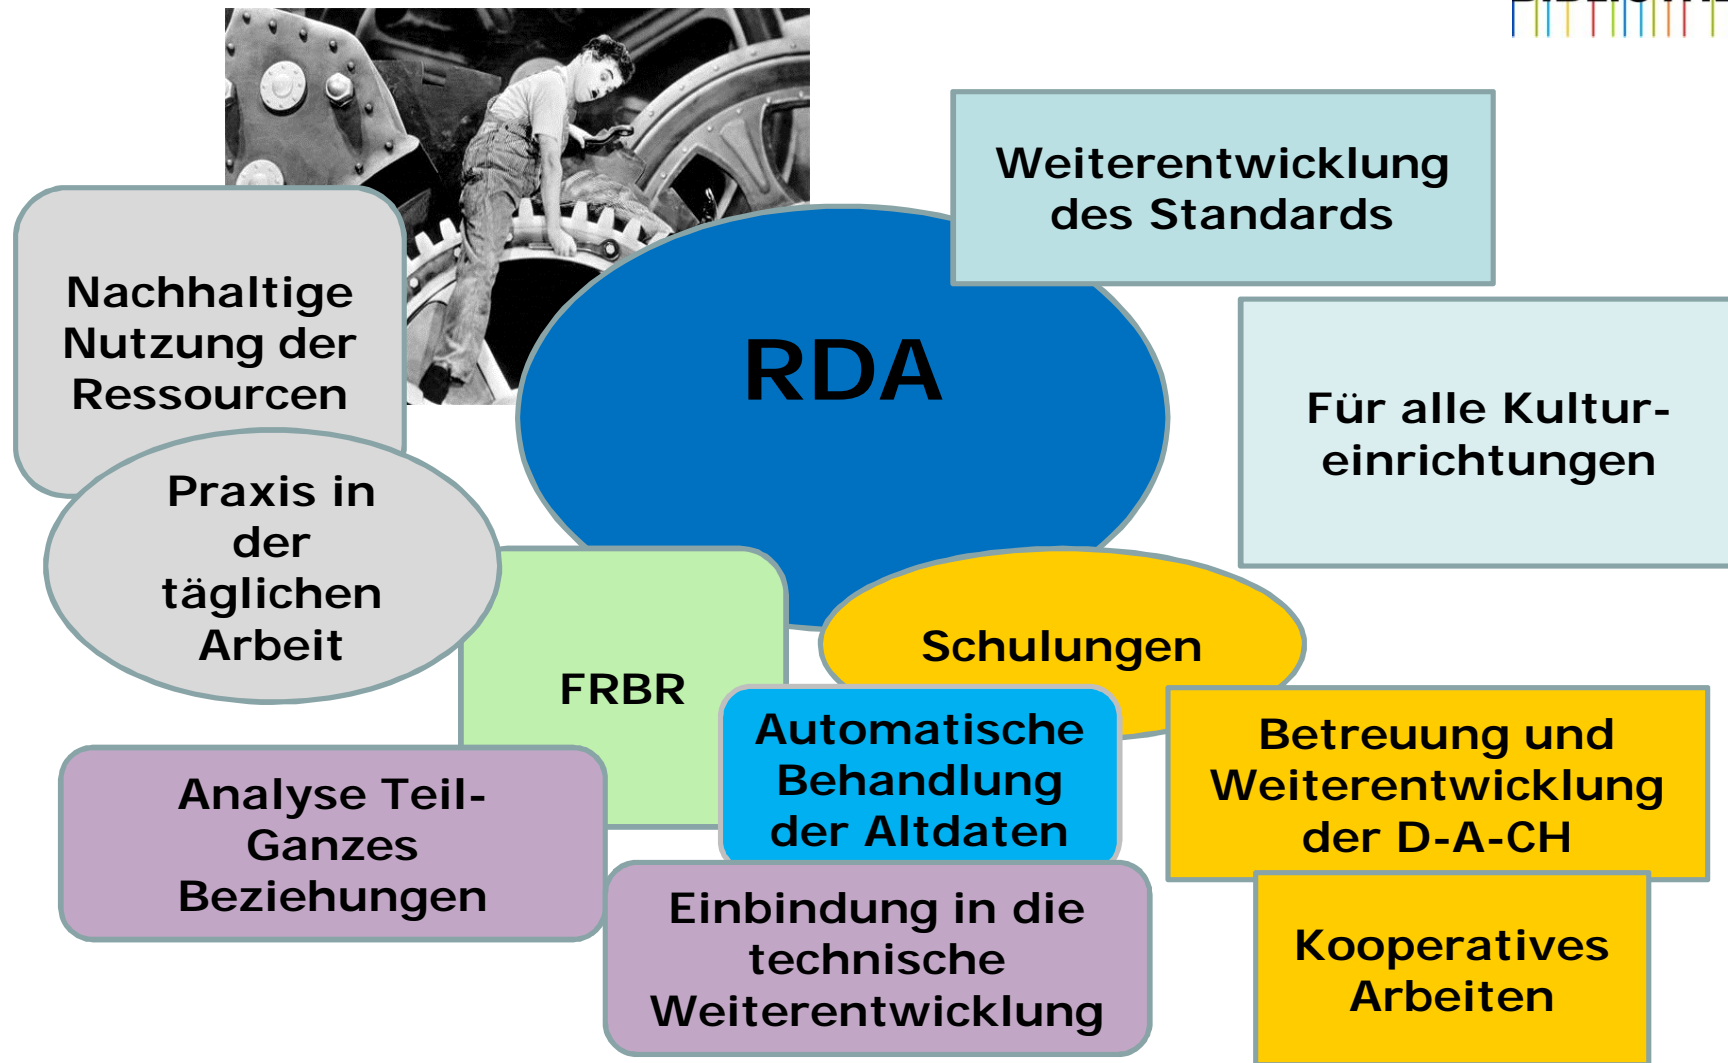 Weiterentwicklung
des Standards
Nachhaltige
Nutzung der
Ressourcen
RDA
Für alle Kultur-
einrichtungen
Praxis in
der
täglichen
Arbeit
FRBR
Schulungen
Automatische
Behandlung
der Altdaten
Betreuung und
Weiterentwicklung
der D-A-CH
Analyse Teil-
Ganzes
Beziehungen
Einbindung in die
technische
Weiterentwicklung
Kooperatives
Arbeiten